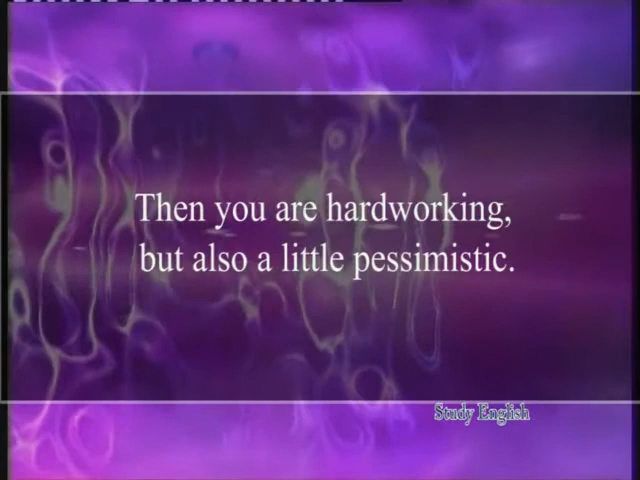 Then you are hardworking,
but also a little pessimistic.
Study English